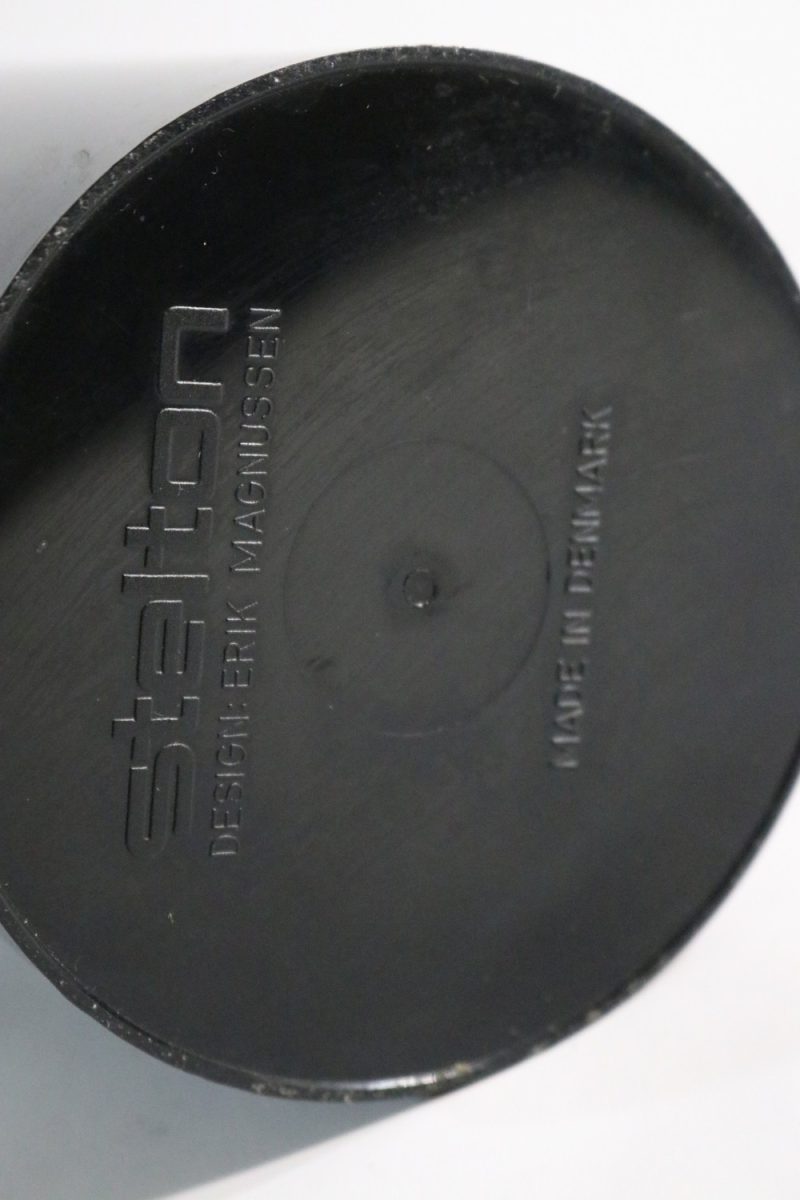 stelton
DESIGN: ERIK MAGNUSSEN
MADE IN DENMARK